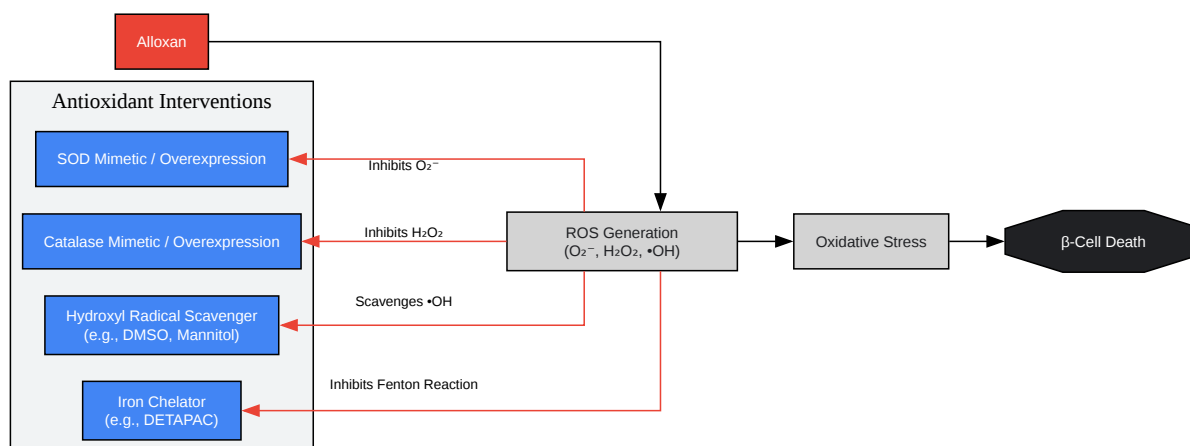 Alloxan
Antioxidant Interventions
SOD Mimetic / Overexpression
Inhibits O₂⁻
Catalase Mimetic / Overexpression
Inhibits H₂O₂
ROS Generation
(O₂⁻, H₂O₂, •OH)
Oxidative Stress
β-Cell Death
Hydroxyl Radical Scavenger
(e.g., DMSO, Mannitol)
Scavenges •OH
Iron Chelator
(e.g., DETAPAC)
Inhibits Fenton Reaction